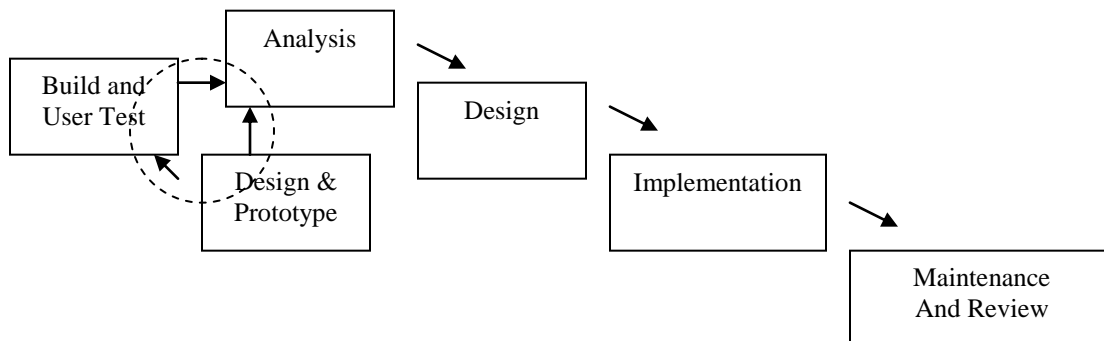 Analysis
Build and
User Test
Design
Design &
Prototype
Implementation
Maintenance
And Review